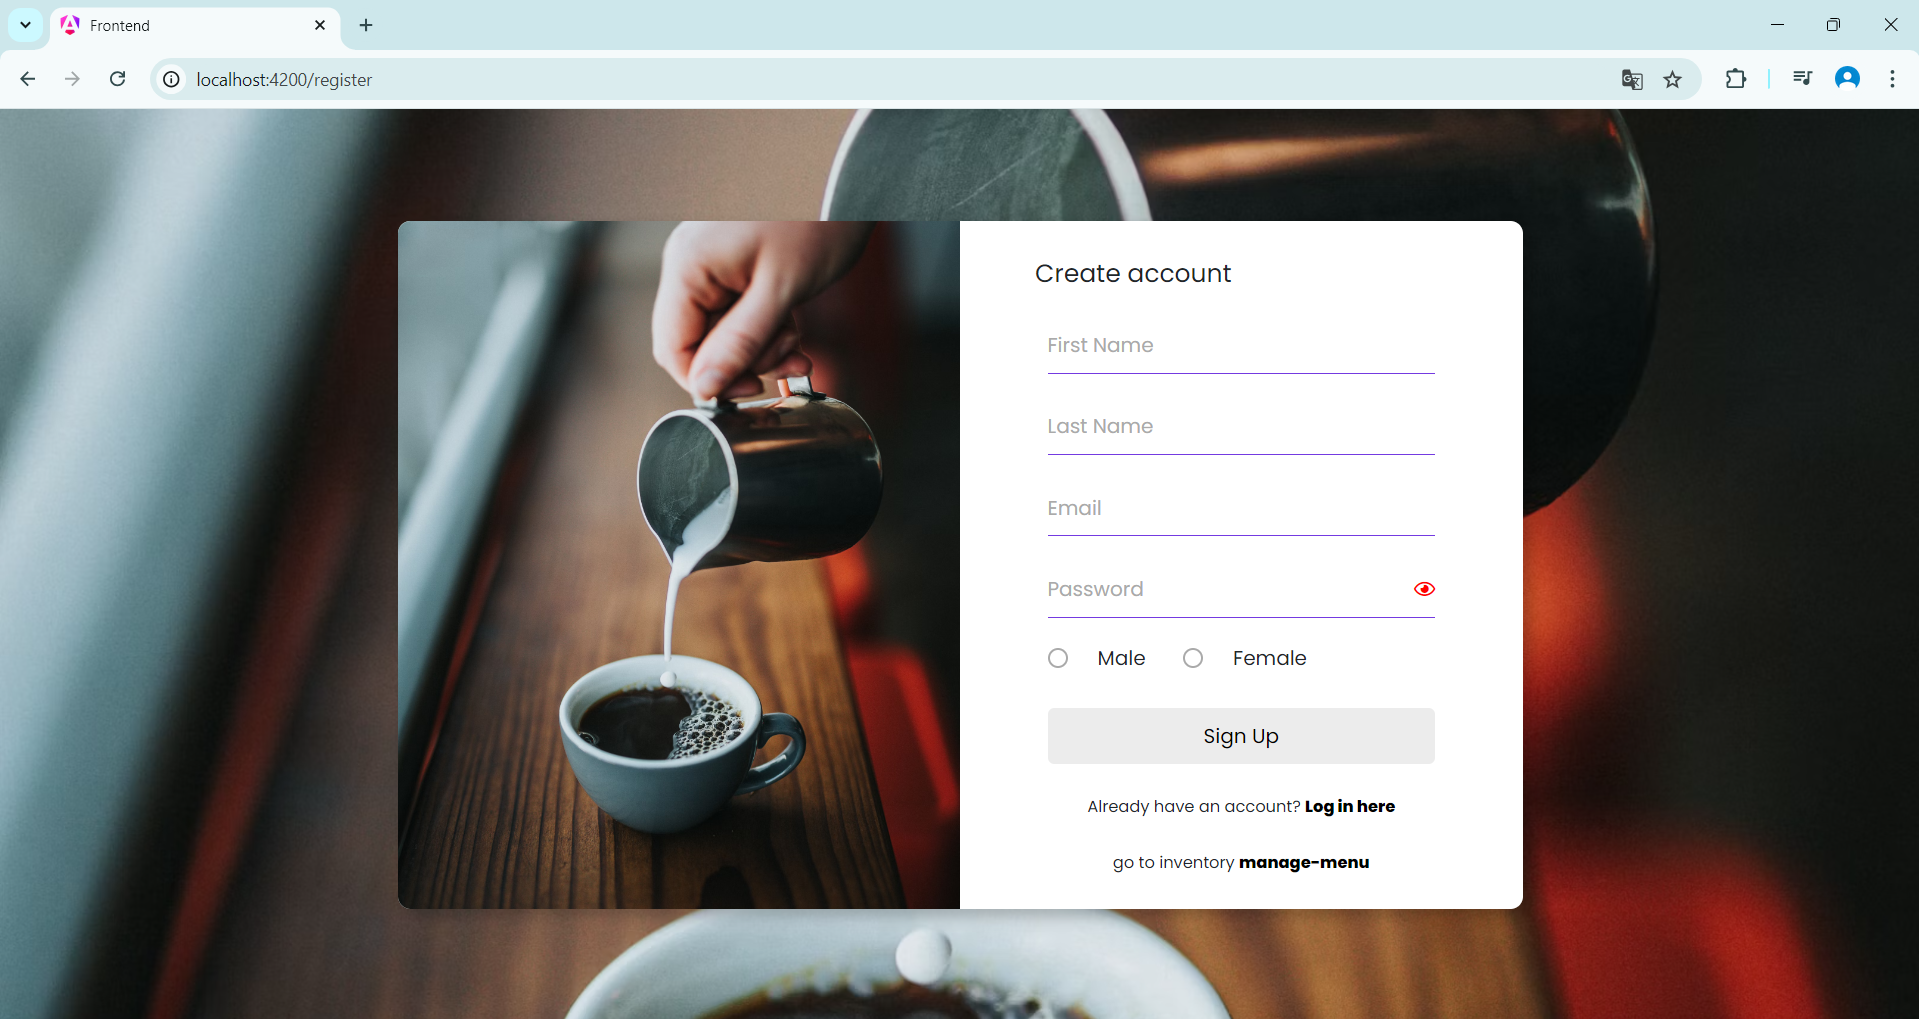 Frontend
localhost:4200/register
Create account
First Name
Last Name
Email
Password
Male Female
Sign Up
Already have an account? Log in here
go to inventory manage-menu